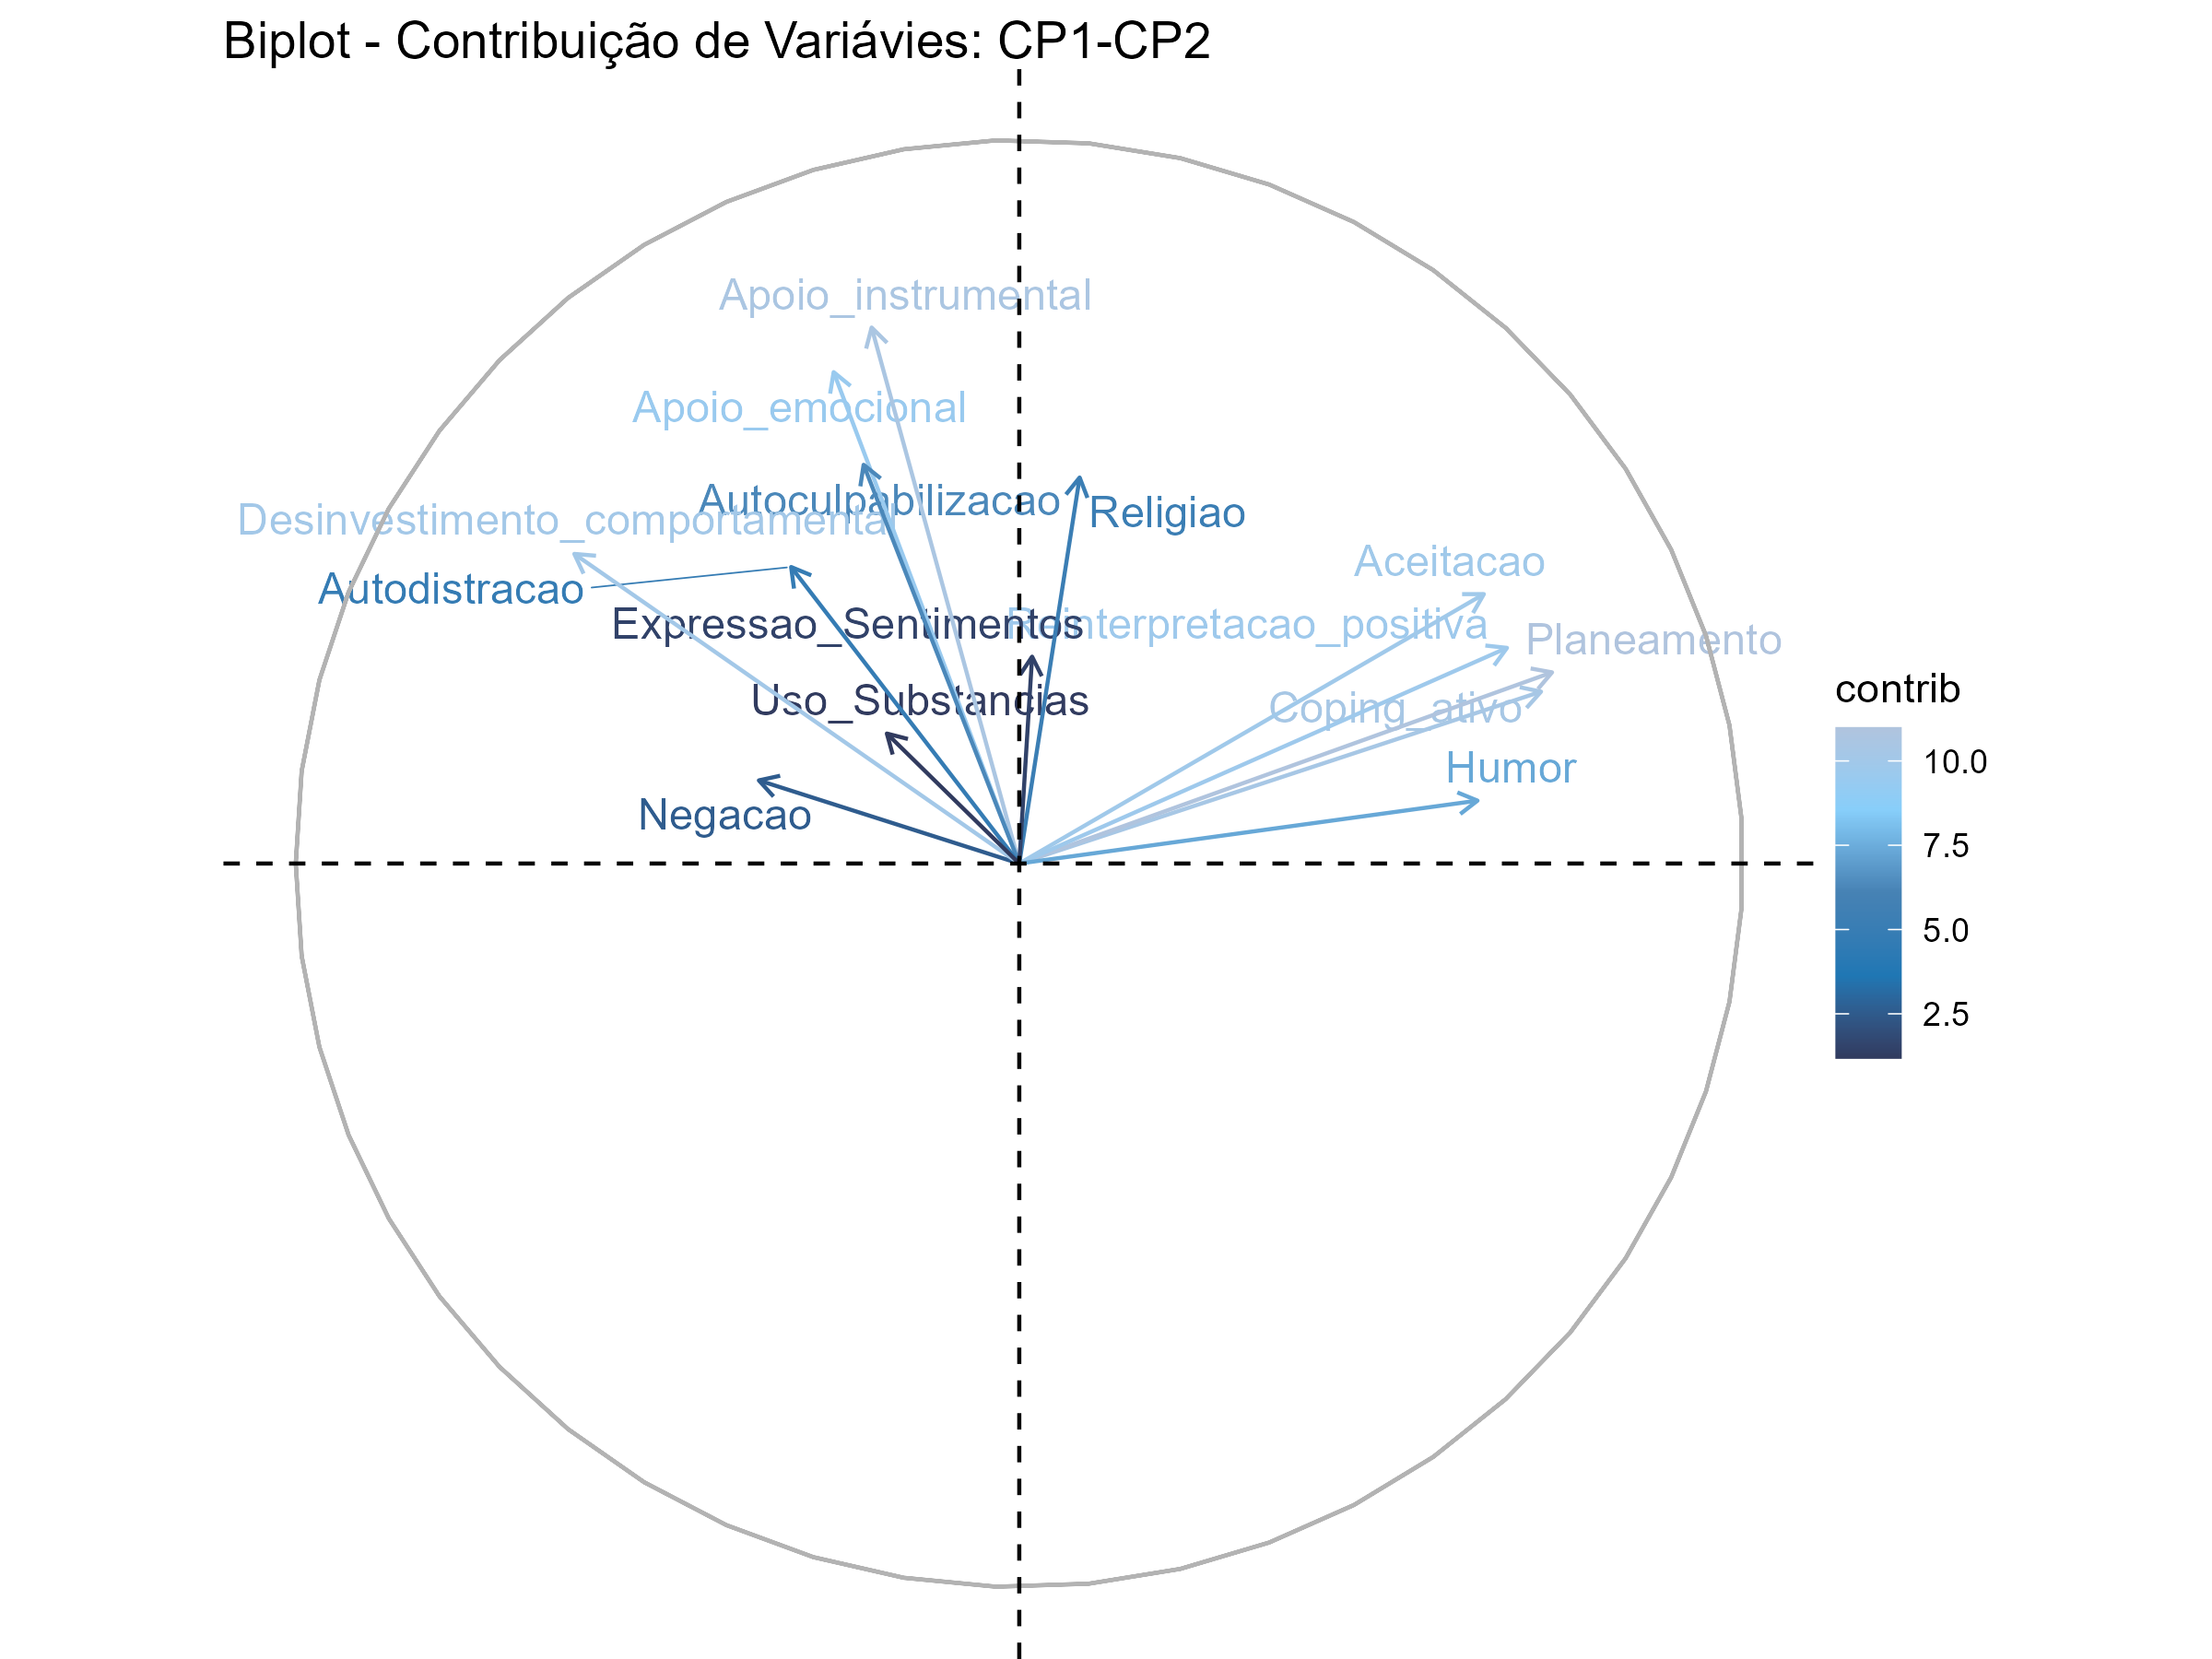 Biplot - Contribuição de Variávies: CP1-CP2
Apoio_instrumental
Apoio_emocional
Autoculpabilizacao
Religiao
Desinvestimento_comportamental
Aceitacao
Autodistracao
Expressao_Sentimentos
Reinterpretacao_positiva
Planeamento
Uso_Substancias
Coping_ativo
Humor
Negacao
contrib
10.0
7.5
5.0
2.5